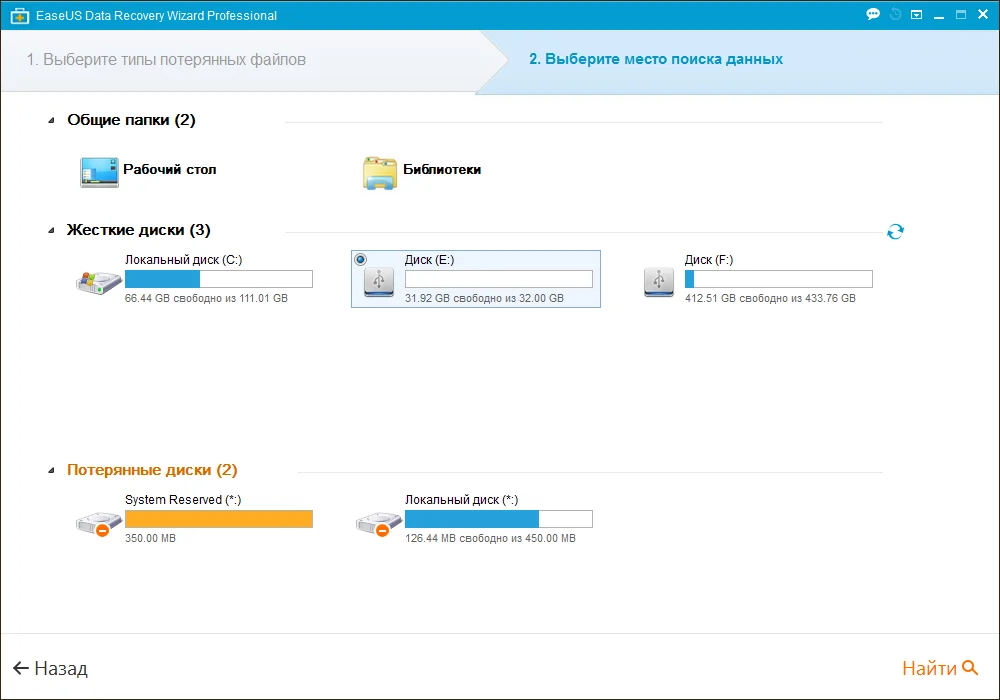 EaseUS Data Recovery Wizard Professional
1. Выберите типы потерянных файлов
2. Выберите место поиска данных
Общие папки (2)
Рабочий стол
Библиотеки
Жесткие диски (3)
Локальный диск (C:)
66.44 GB свободно из 111.01 GB
Диск (E:)
31.92 GB свободно из 32.00 GB
Диск (F:)
412.51 GB свободно из 433.76 GB
Потерянные диски (2)
System Reserved (*:)
350.00 MB
Локальный диск (*:)
126.44 MB свободно из 450.00 MB
Назад
Найти